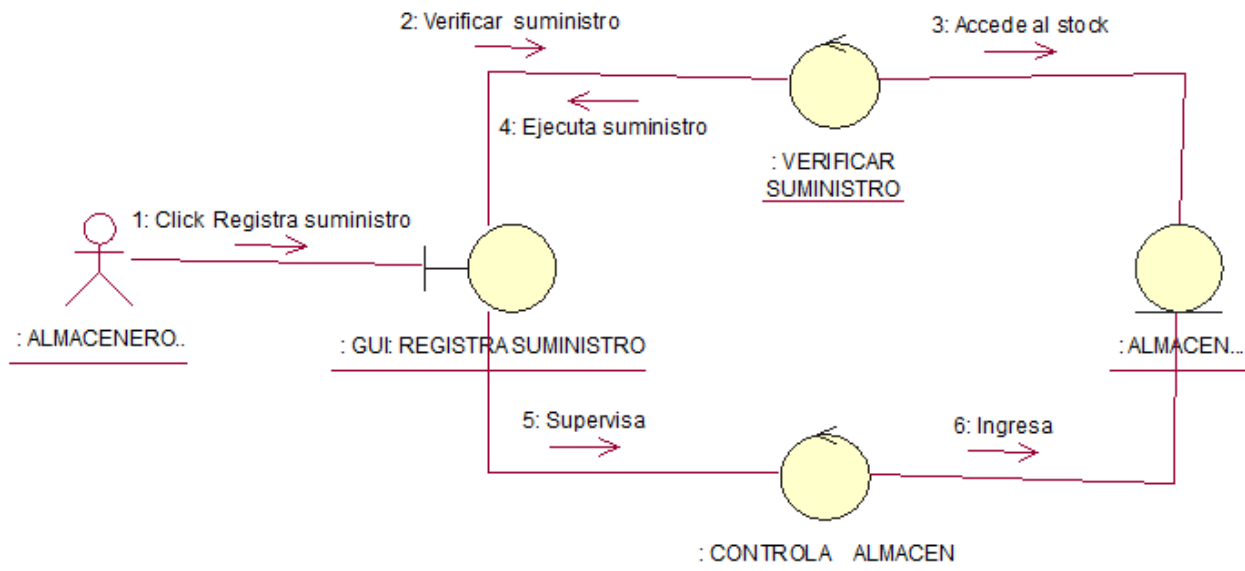 2: Verificar suministro
3: Accede al stock
4: Ejecuta suministro
: VERIFICAR
SUMINISTRO
1: Click Registra suministro
: ALMACENERO..
: GUI: REGISTRA SUMINISTRO
: ALMACEN...
5: Supervisa
6: Ingresa
: CONTROLA ALMACEN